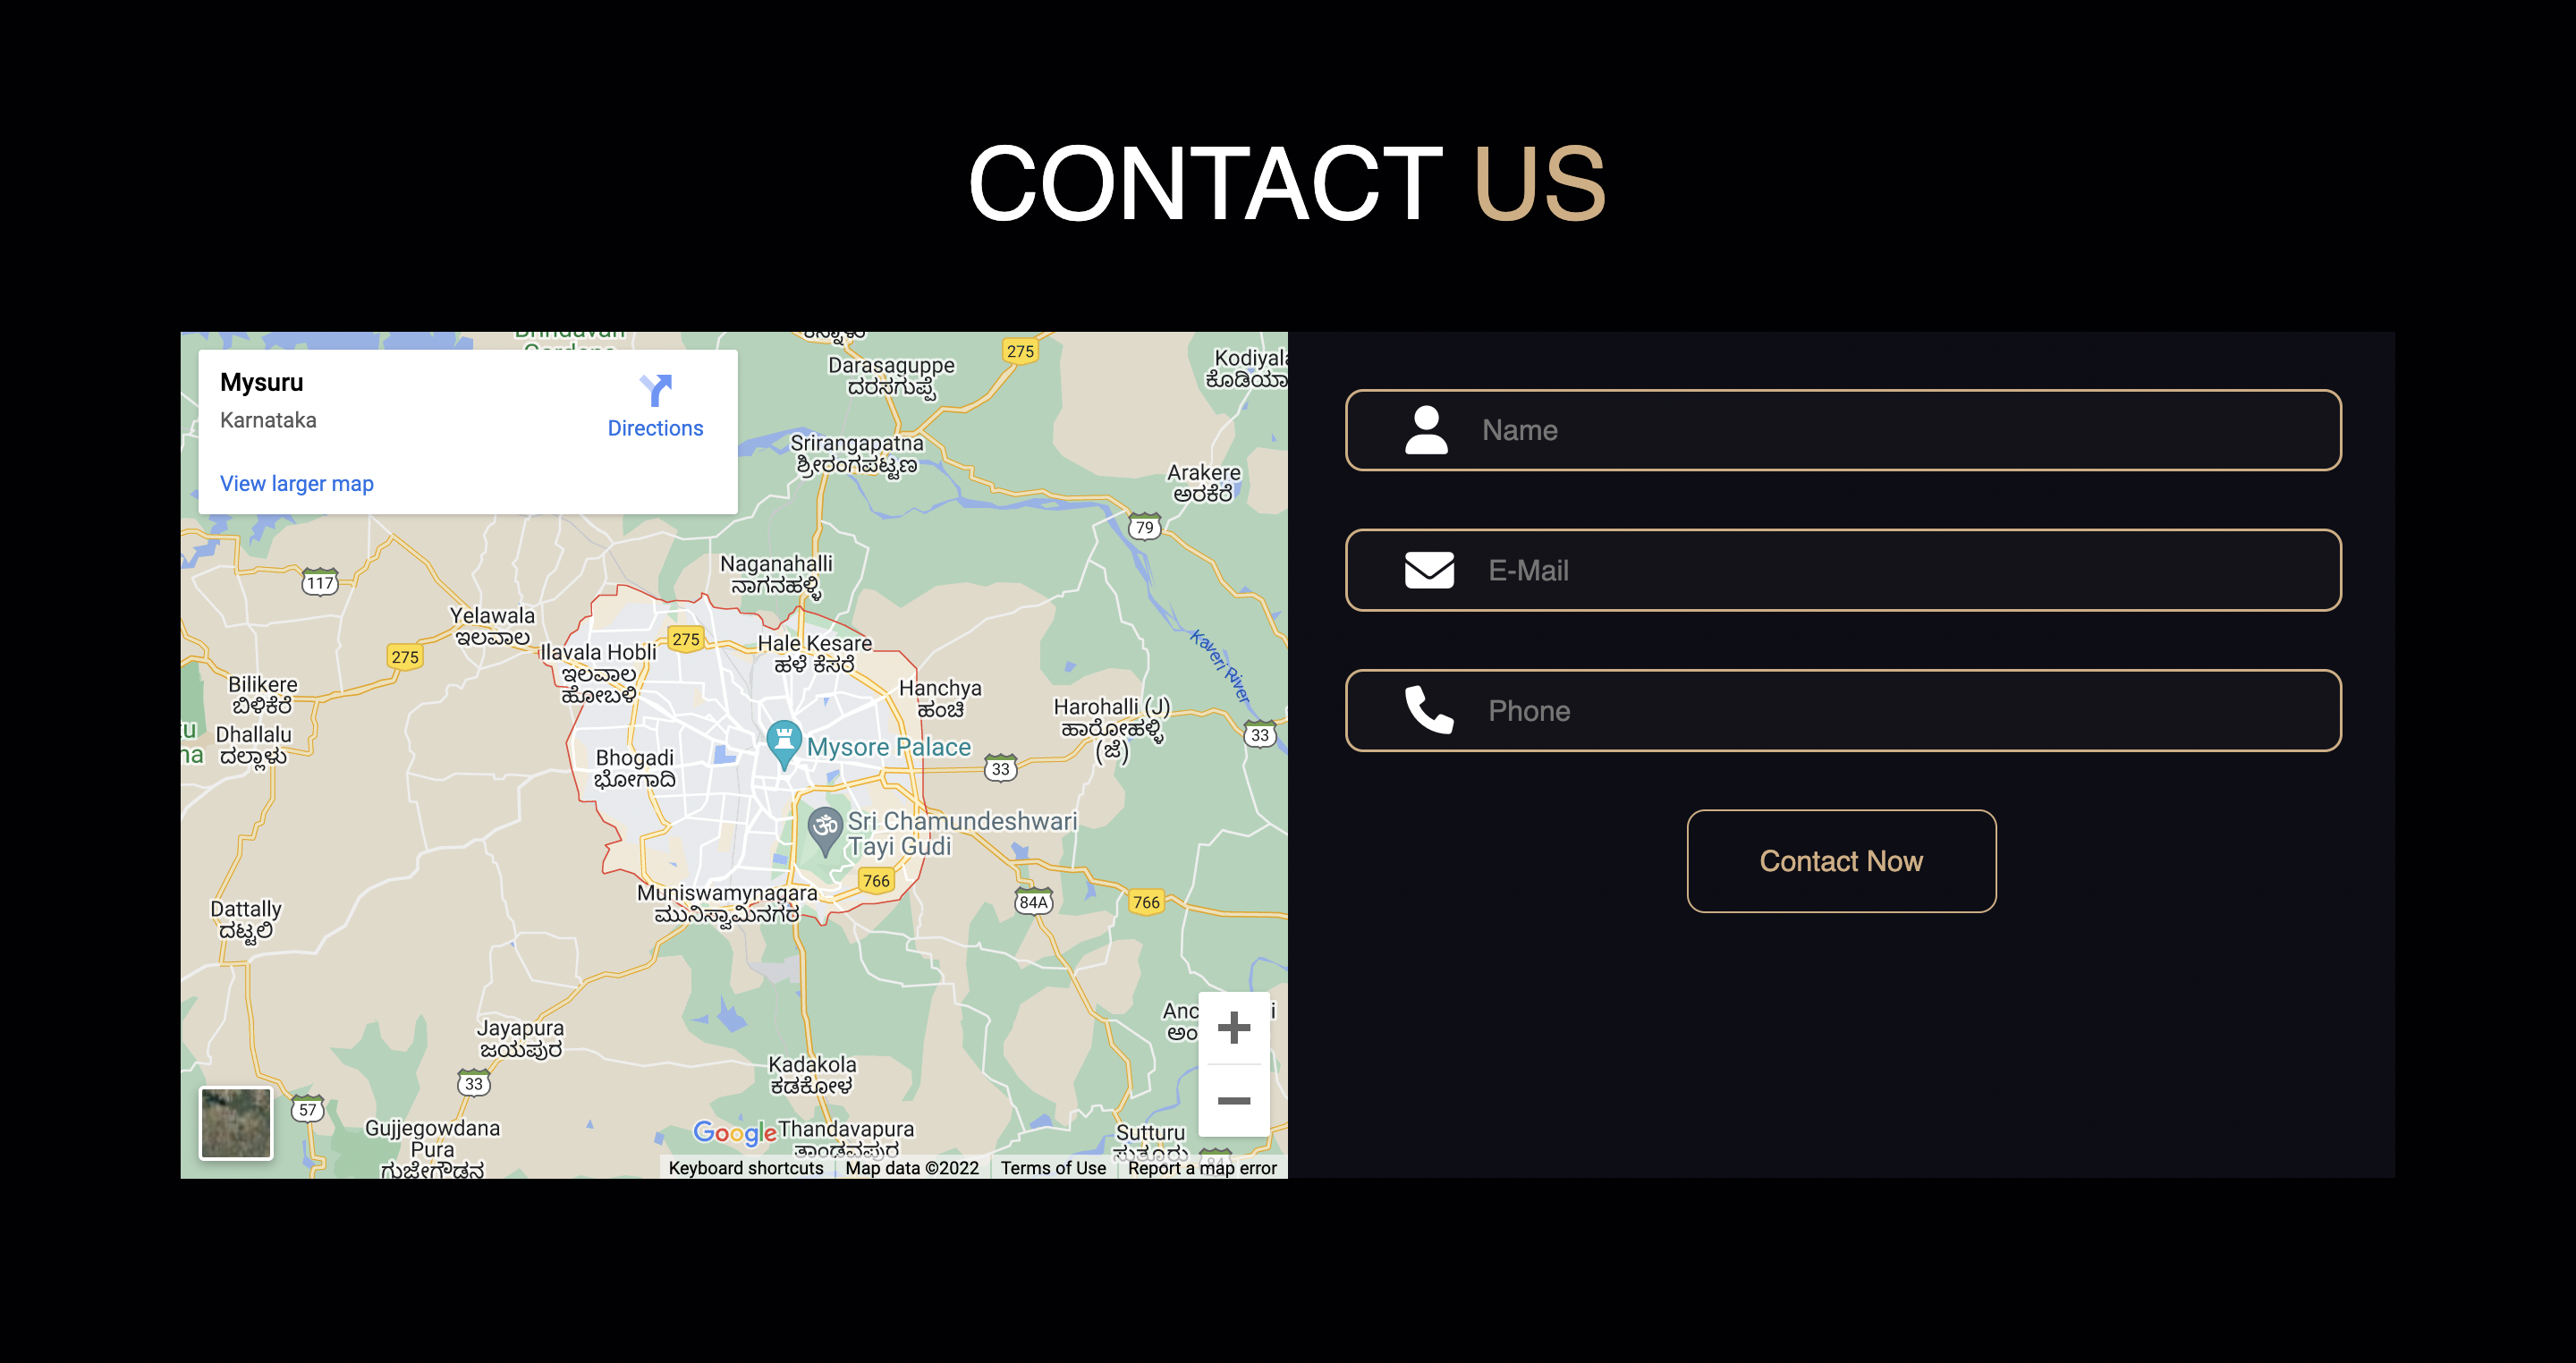 CONTACT US
Mysuru
Karnataka
Directions
View larger map
275
Darasaguppe
ದರಸಗುಪ್ಪೆ
Srirangapatna
ಶ್ರೀರಂಗಪಟ್ಟಣ
Arakere
ಅರಕೆರೆ
79
Naganahalli
ನಾಗನಹಳ್ಳಿ
117
Yelawala
ಇಲವಾಲ
275
Ilavala Hobli
ಇಲವಾಲ
ಹೋಬಳಿ
275
Hale Kesare
ಹಳೆ ಕೆಸರೆ
Kaveri River
Bilikere
ಬಿಳಿಕೆರೆ
Hanchya
ಹಂಚಿ
Harohalli (J)
ಹಾರೋಹಳ್ಳಿ
(ಜೆ)
Dhallalu
ದಲ್ಲಾಳು
33
Bhogadi
ಭೋಗಾದಿ
Mysore Palace
33
Sri Chamundeshwari
Tayi Gudi
766
Muniswamynagara
ಮುನಿಸ್ವಾಮಿನಗರ
84A
766
Dattally
ದಟ್ಟಲಿ
Jayapura
ಜಯಪುರ
33
Kadakola
ಕಡಕೋಳ
57
Gujjegowdana
Pura
ಗುಜ್ಜೇಗೌಡನ
Google
Thandavapura
ತಾಂಡವಪುರ
Sutturu
ಸುತ್ತೂರು
Keyboard shortcuts Map data ©2022 Terms of Use Report a map error
Name
E-Mail
Phone
Contact Now